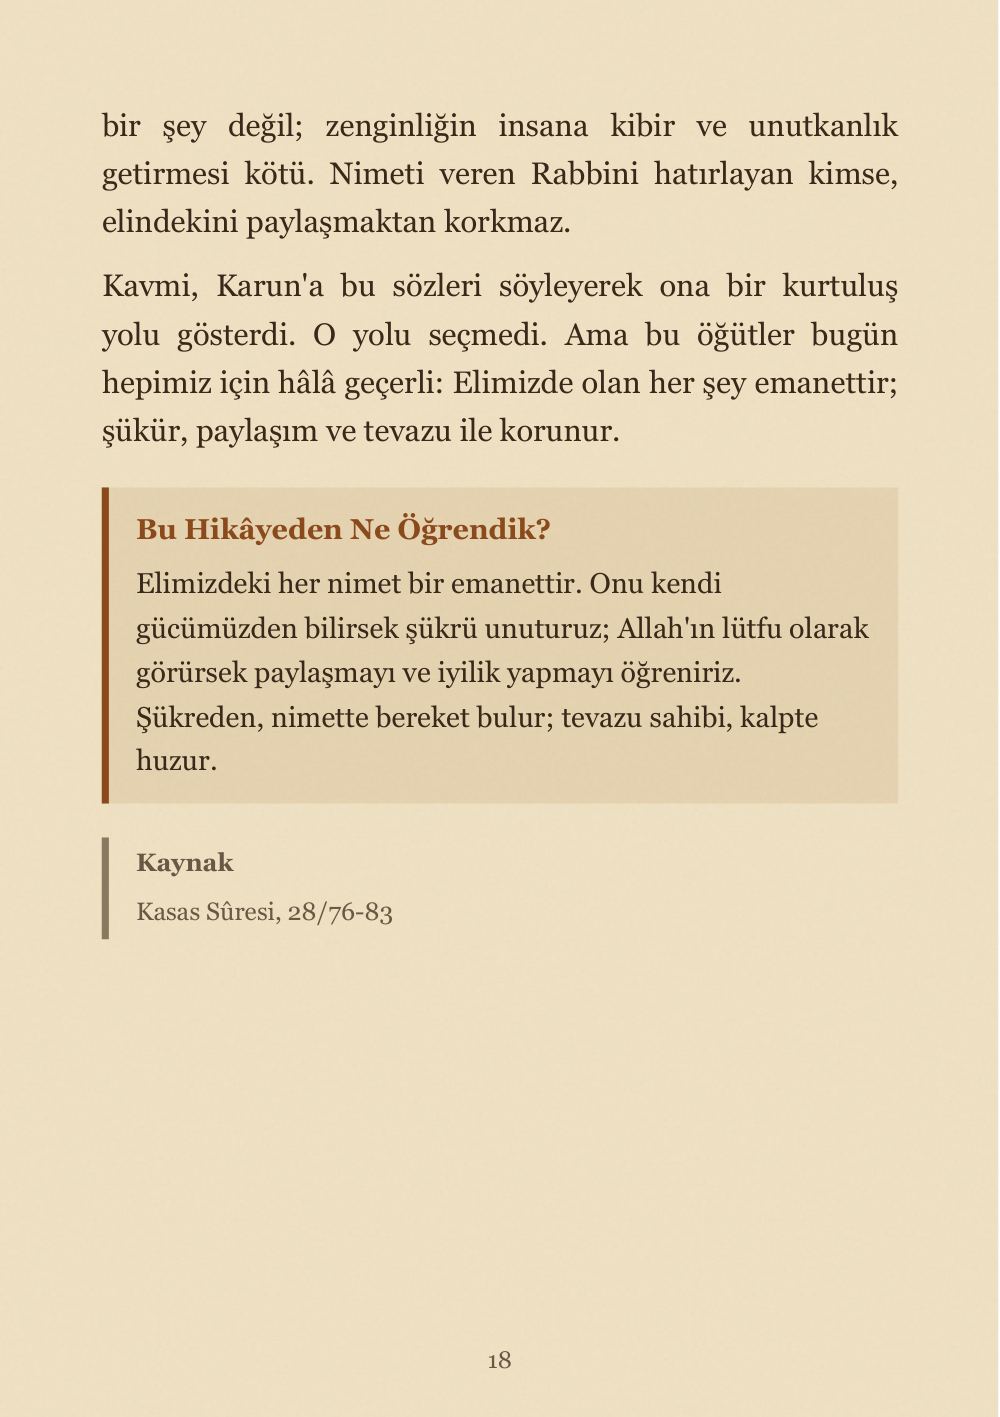 bir şey değil; zenginliğin insana kibir ve unutkanlık
getirmesi kötü. Nimeti veren Rabbini hatırlayan kimse,
elindekini paylaşmaktan korkmaz.
Kavmi, Karun'a bu sözleri söyleyerek ona bir kurtuluş
yolu gösterdi. O yolu seçmedi. Ama bu öğütler bugün
hepimiz için hâlâ geçerli: Elimizde olan her şey emanettir;
şükür, paylaşım ve tevazu ile korunur.
Bu Hikâyeden Ne Öğrendik?
Elimizdeki her nimet bir emanettir. Onu kendi
gücümüzden bilirsek şükrü unuturuz; Allah'ın lütfu olarak
görürsek paylaşmayı ve iyilik yapmayı öğreniriz.
Şükreden, nimette bereket bulur; tevazu sahibi, kalpte
huzur.
Kaynak
Kasas Sûresi, 28/76-83
18